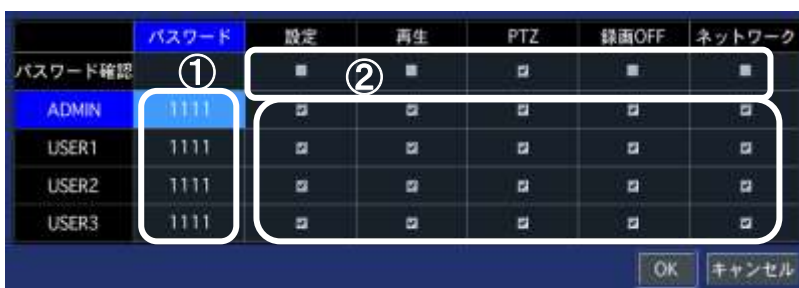 パスワード 設定 再生 PTZ 録画OFF ネットワーク
パスワード確認 ① ②
ADMIN 1111
USER1 1111
USER2 1111
USER3 1111
OK キャンセル